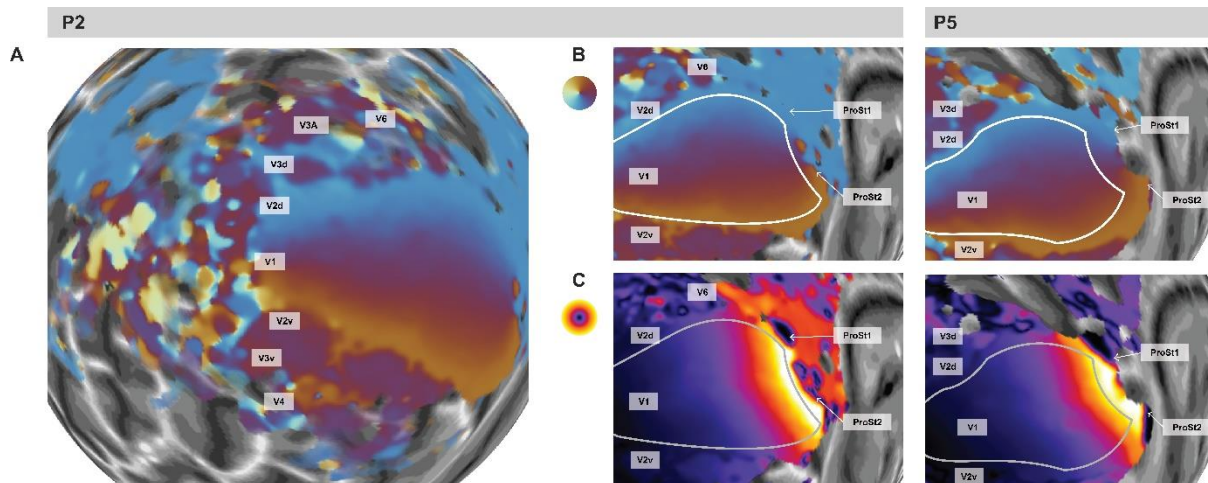 P2
P5
A
V3A
V6
V3d
V2d
V1
V2v
V3v
V4
B
V6
V2d
ProSt1
V1
ProSt2
V2v
V3d
V2d
ProSt1
V1
ProSt2
V2v
C
V6
V2d
ProSt1
V1
ProSt2
V2v
V3d
V2d
ProSt1
V1
ProSt2
V2v